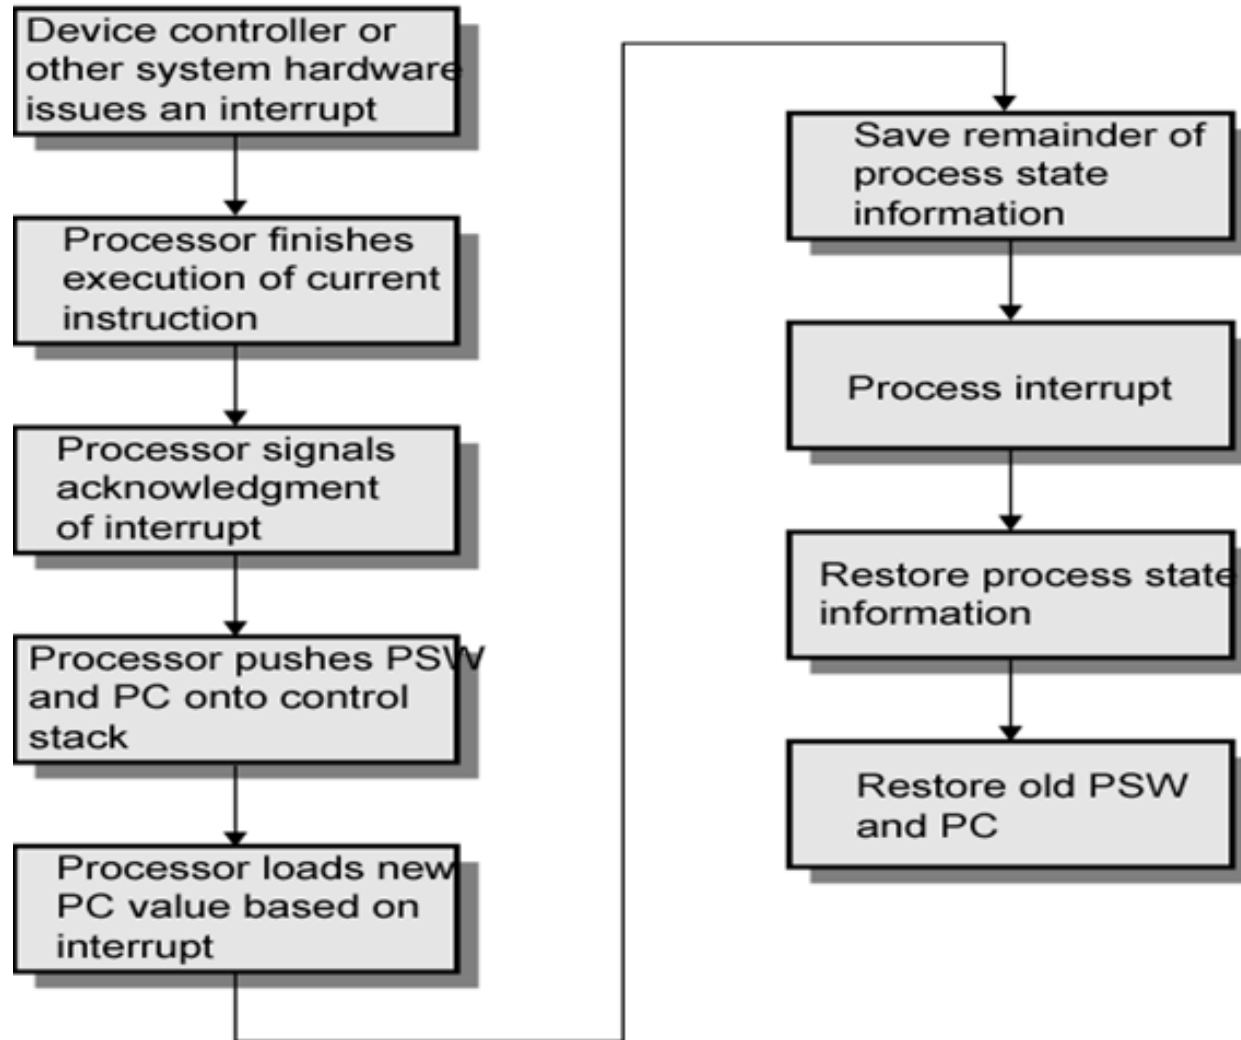 Device controller or
other system hardware
issues an interrupt
Processor finishes
execution of current
instruction
Processor signals
acknowledgment
of interrupt
Processor pushes PSW
and PC onto control
stack
Processor loads new
PC value based on
interrupt
Save remainder of
process state
information
Process interrupt
Restore process state
information
Restore old PSW
and PC